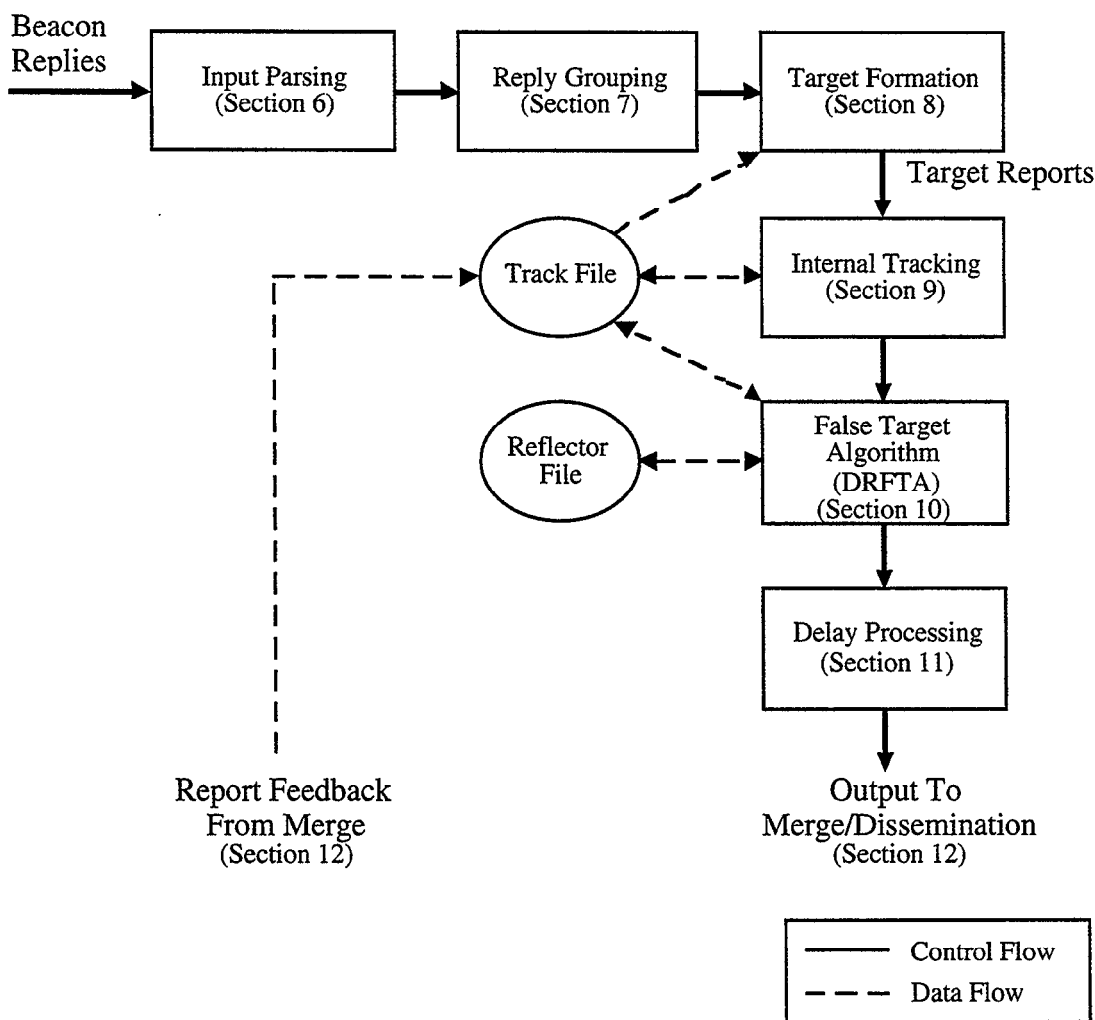 Beacon
Replies
Input Parsing
(Section 6)
Reply Grouping
(Section 7)
Target Formation
(Section 8)
Target Reports
Track File
Internal Tracking
(Section 9)
Reflector
File
False Target
Algorithm
(DRFTA)
(Section 10)
Delay Processing
(Section 11)
Report Feedback
From Merge
(Section 12)
Output To
Merge/Dissemination
(Section 12)
Control Flow
Data Flow